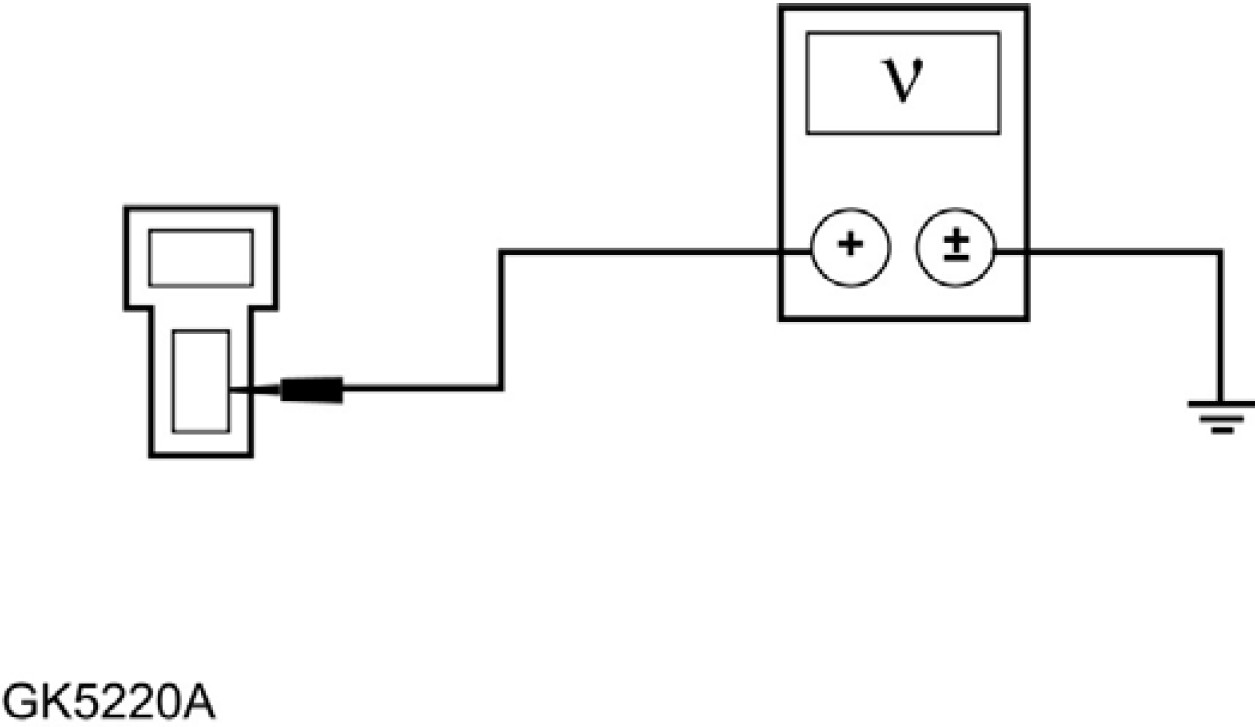 V
+ ±
GK5220A